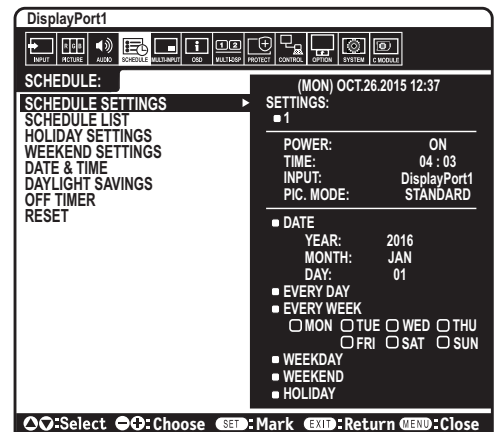 DisplayPort1
INPUT PICTURE AUDIO SCHEDULE MULTI-INPUT OSD MULTI-DSP PROTECT CONTROL OPTION SYSTEM C MODULE
SCHEDULE:
SCHEDULE SETTINGS
SCHEDULE LIST
HOLIDAY SETTINGS
WEEKEND SETTINGS
DATE & TIME
DAYLIGHT SAVINGS
OFF TIMER
RESET
(MON) OCT.26.2015 12:37
SETTINGS:
1
POWER: ON
TIME: 04 : 03
INPUT: DisplayPort1
PIC. MODE: STANDARD
DATE
YEAR: 2016
MONTH: JAN
DAY: 01
EVERY DAY
EVERY WEEK
MON TUE WED THU
FRI SAT SUN
WEEKDAY
WEEKEND
HOLIDAY
:Select :Choose SET:Mark EXIT:Return MENU:Close